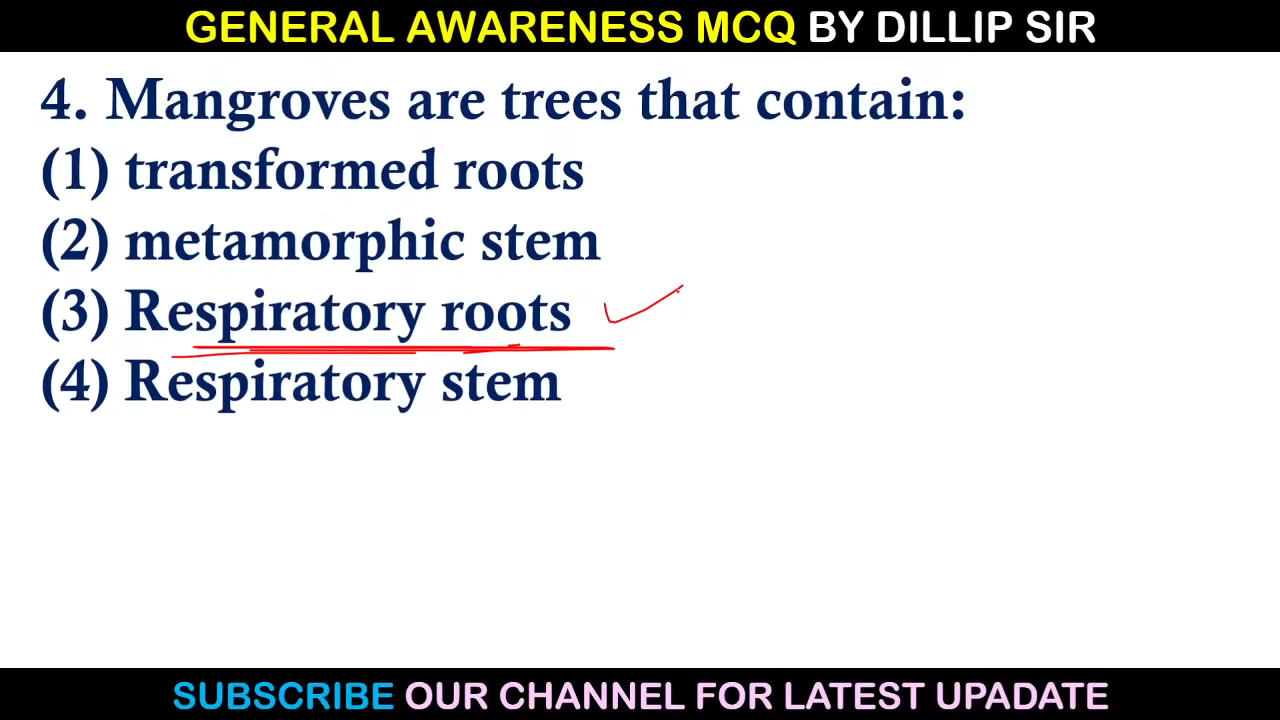 GENERAL AWARENESS MCQ BY DILLIP SIR
4. Mangroves are trees that contain:
(1) transformed roots
(2) metamorphic stem
(3) Respiratory roots
(4) Respiratory stem
SUBSCRIBE OUR CHANNEL FOR LATEST UPADATE